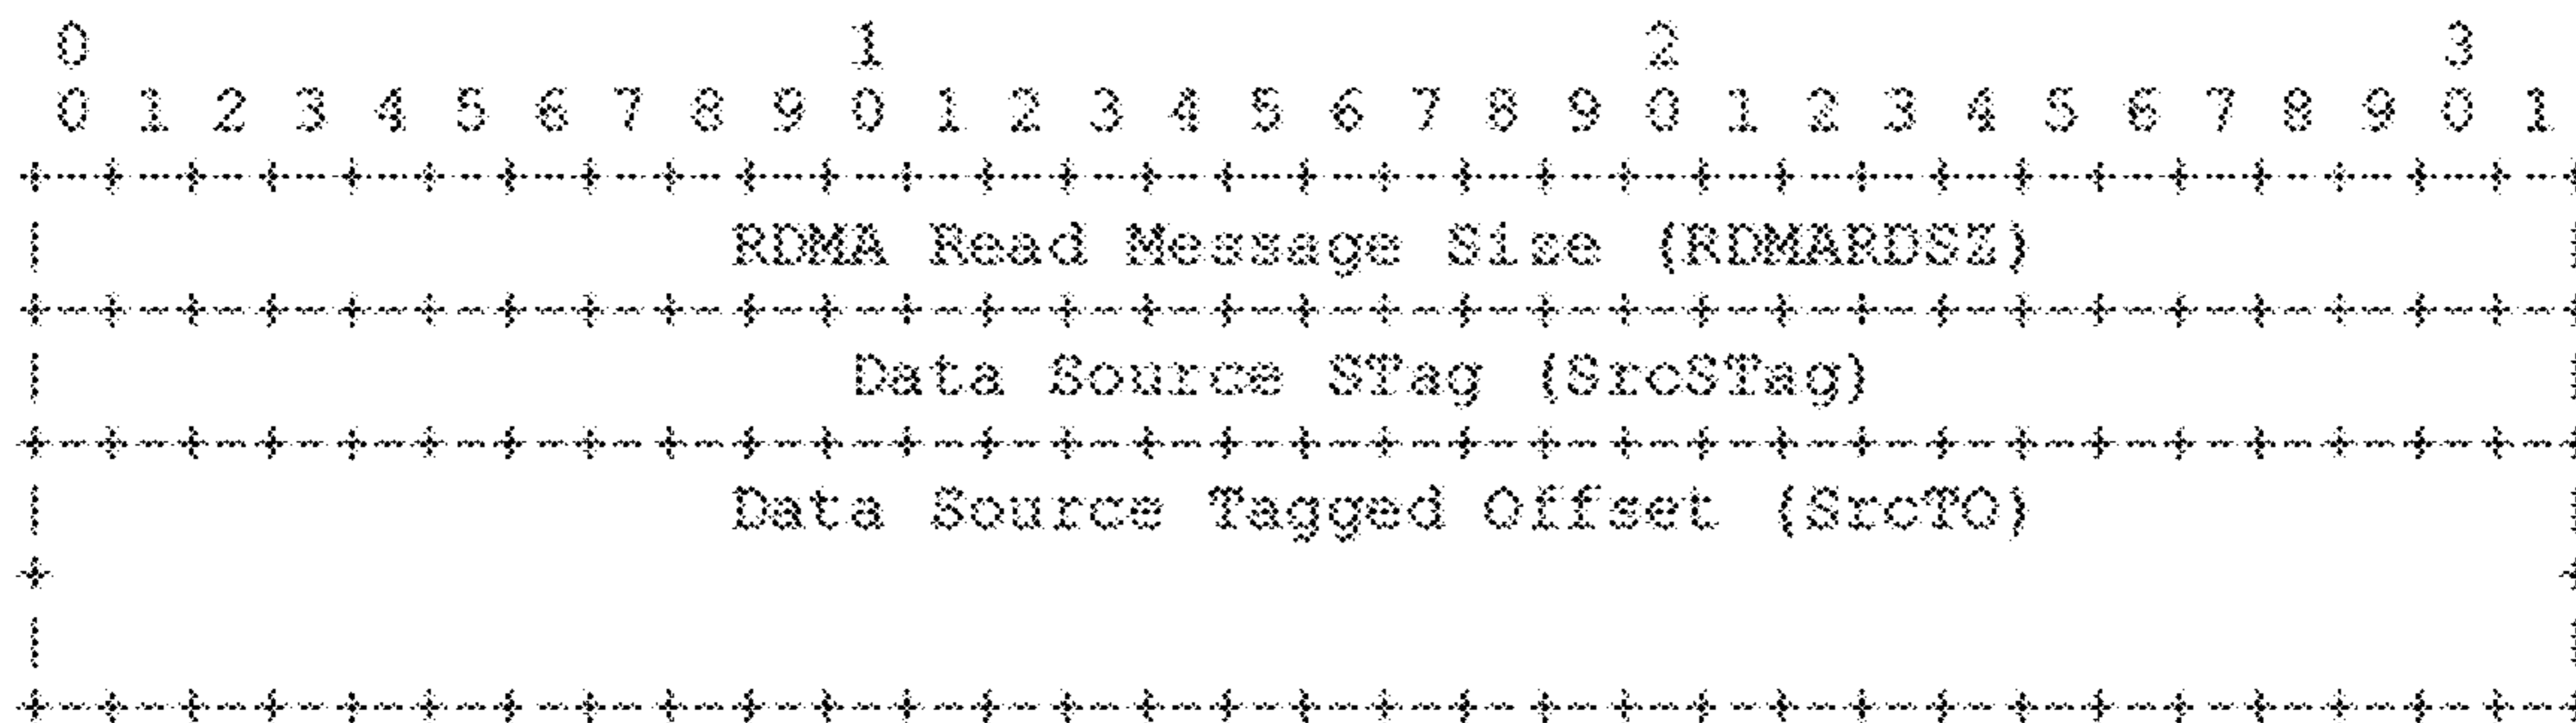 0                   1                   2                   3
0 1 2 3 4 5 6 7 8 9 0 1 2 3 4 5 6 7 8 9 0 1 2 3 4 5 6 7 8 9 0 1
+-+-+-+-+-+-+-+-+-+-+-+-+-+-+-+-+-+-+-+-+-+-+-+-+-+-+-+-+-+-+-+-+
| RDMA Read Message Size (RDMARDSZ) |
+-+-+-+-+-+-+-+-+-+-+-+-+-+-+-+-+-+-+-+-+-+-+-+-+-+-+-+-+-+-+-+-+
| Data Source STag (SrcSTag) |
+-+-+-+-+-+-+-+-+-+-+-+-+-+-+-+-+-+-+-+-+-+-+-+-+-+-+-+-+-+-+-+-+
| Data Source Tagged Offset (SrcTO) |
+ +
| |
+-+-+-+-+-+-+-+-+-+-+-+-+-+-+-+-+-+-+-+-+-+-+-+-+-+-+-+-+-+-+-+-+